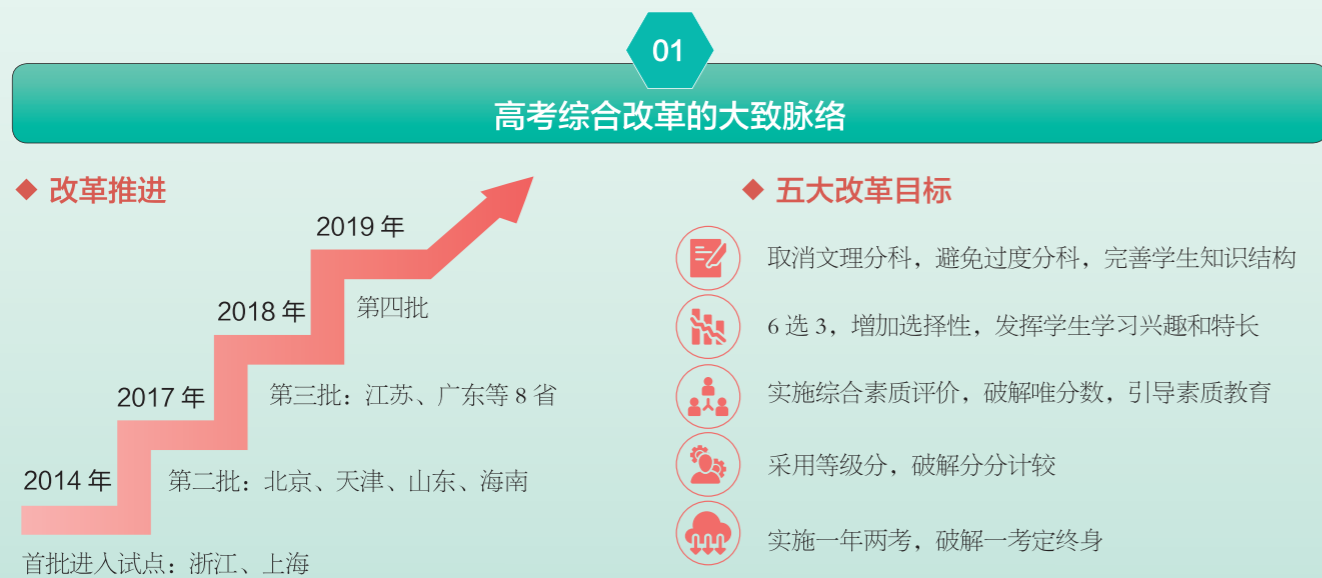 01
高考综合改革的大致脉络
◆ 改革推进
2019 年
第四批
2018 年
第三批：江苏、广东等 8 省
2017 年
第二批：北京、天津、山东、海南
2014 年
首批进入试点：浙江、上海
◆ 五大改革目标
取消文理分科，避免过度分科，完善学生知识结构
6 选 3，增加选择性，发挥学生学习兴趣和特长
实施综合素质评价，破解唯分数，引导素质教育
采用等级分，破解分分计较
实施一年两考，破解一考定终身